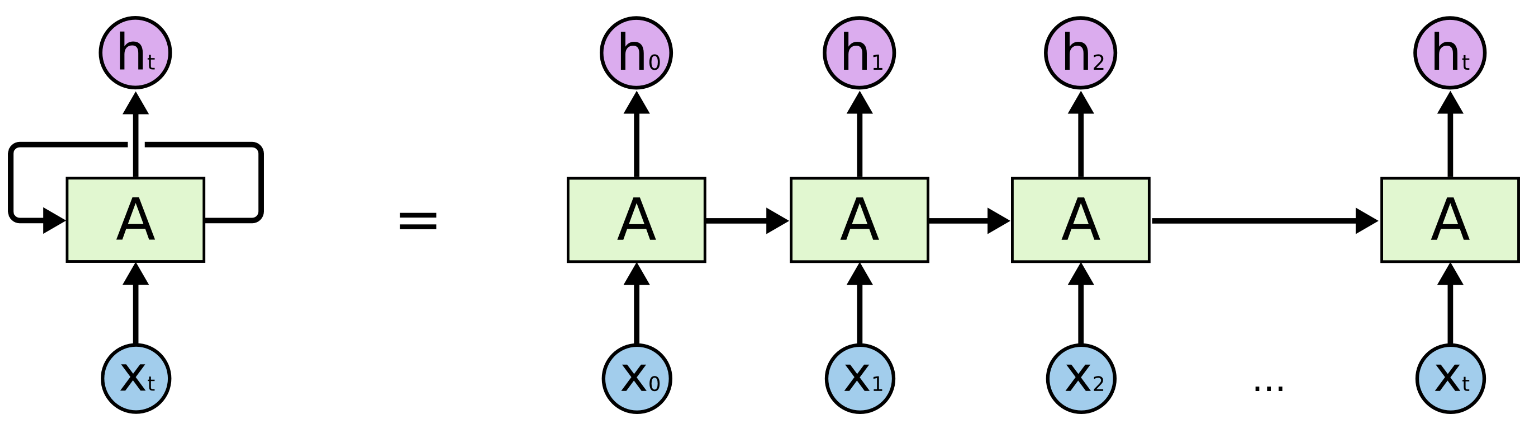 ht h0 h1 h2 ht
A = A A A A
xt x0 x1 x2 ... xt